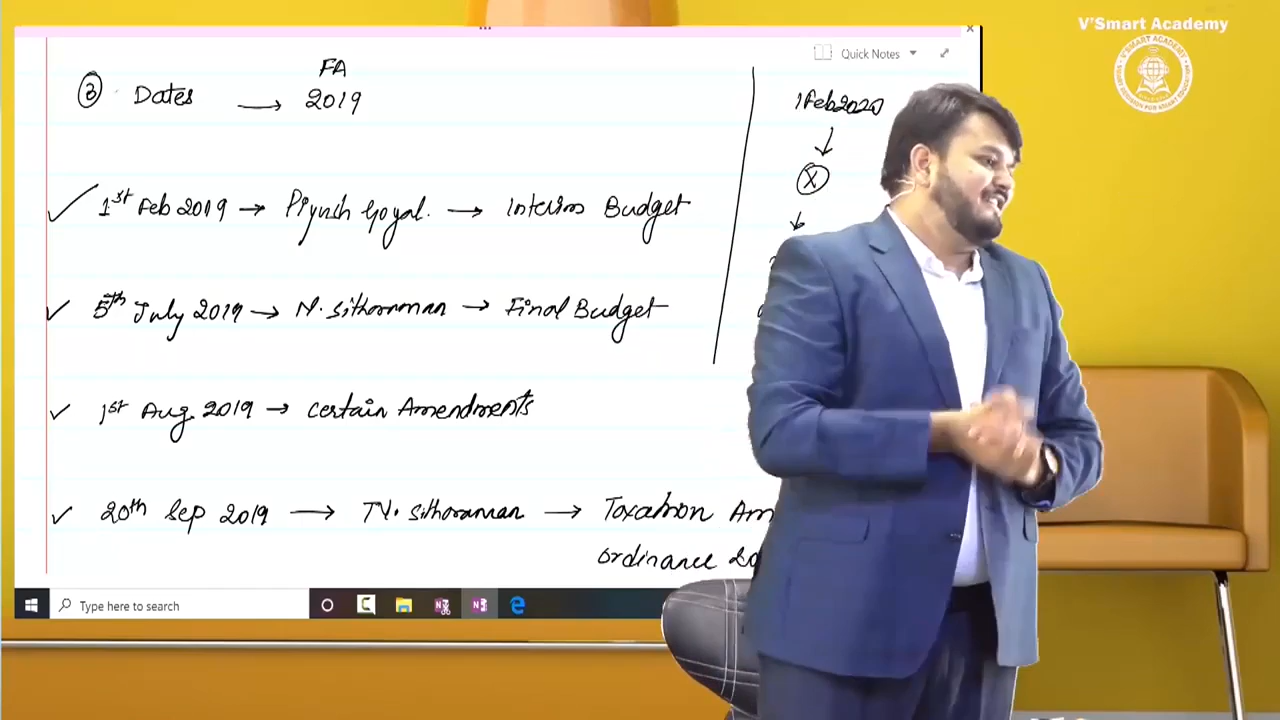 V'Smart Academy
Quick Notes
FA
3 Dates → 2019
1 Feb 2020
X
1st Feb 2019 → Piyush Goyal. → Interim Budget
5th July 2019 → N. Sitharaman → Final Budget
1st Aug 2019 → Certain Amendments
20th Sep 2019 → N. Sitharaman → Taxation Am
Ordinance 20
Type here to search